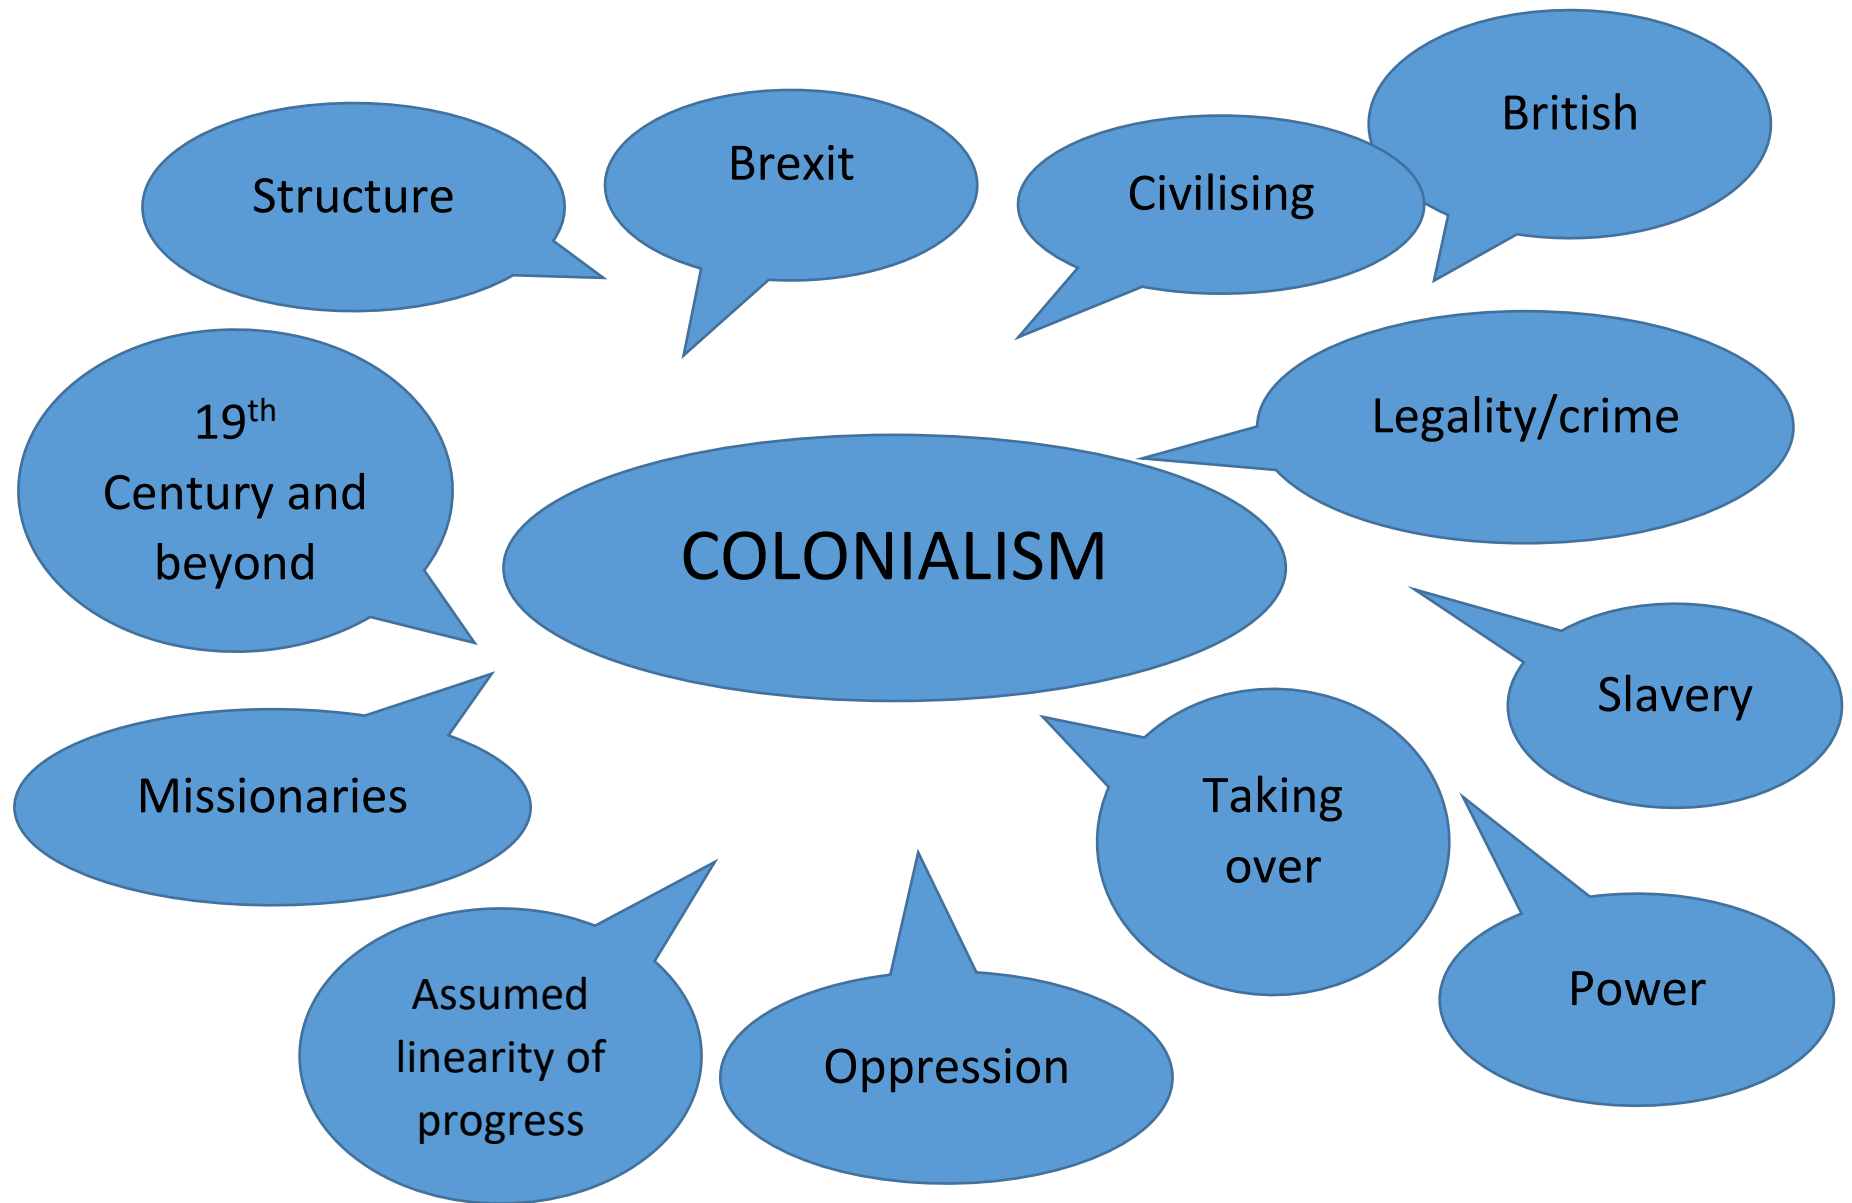 British
Brexit
Civilising
Structure
Legality/crime
19th
Century and
beyond
COLONIALISM
Slavery
Missionaries
Taking
over
Power
Assumed
linearity of
progress
Oppression